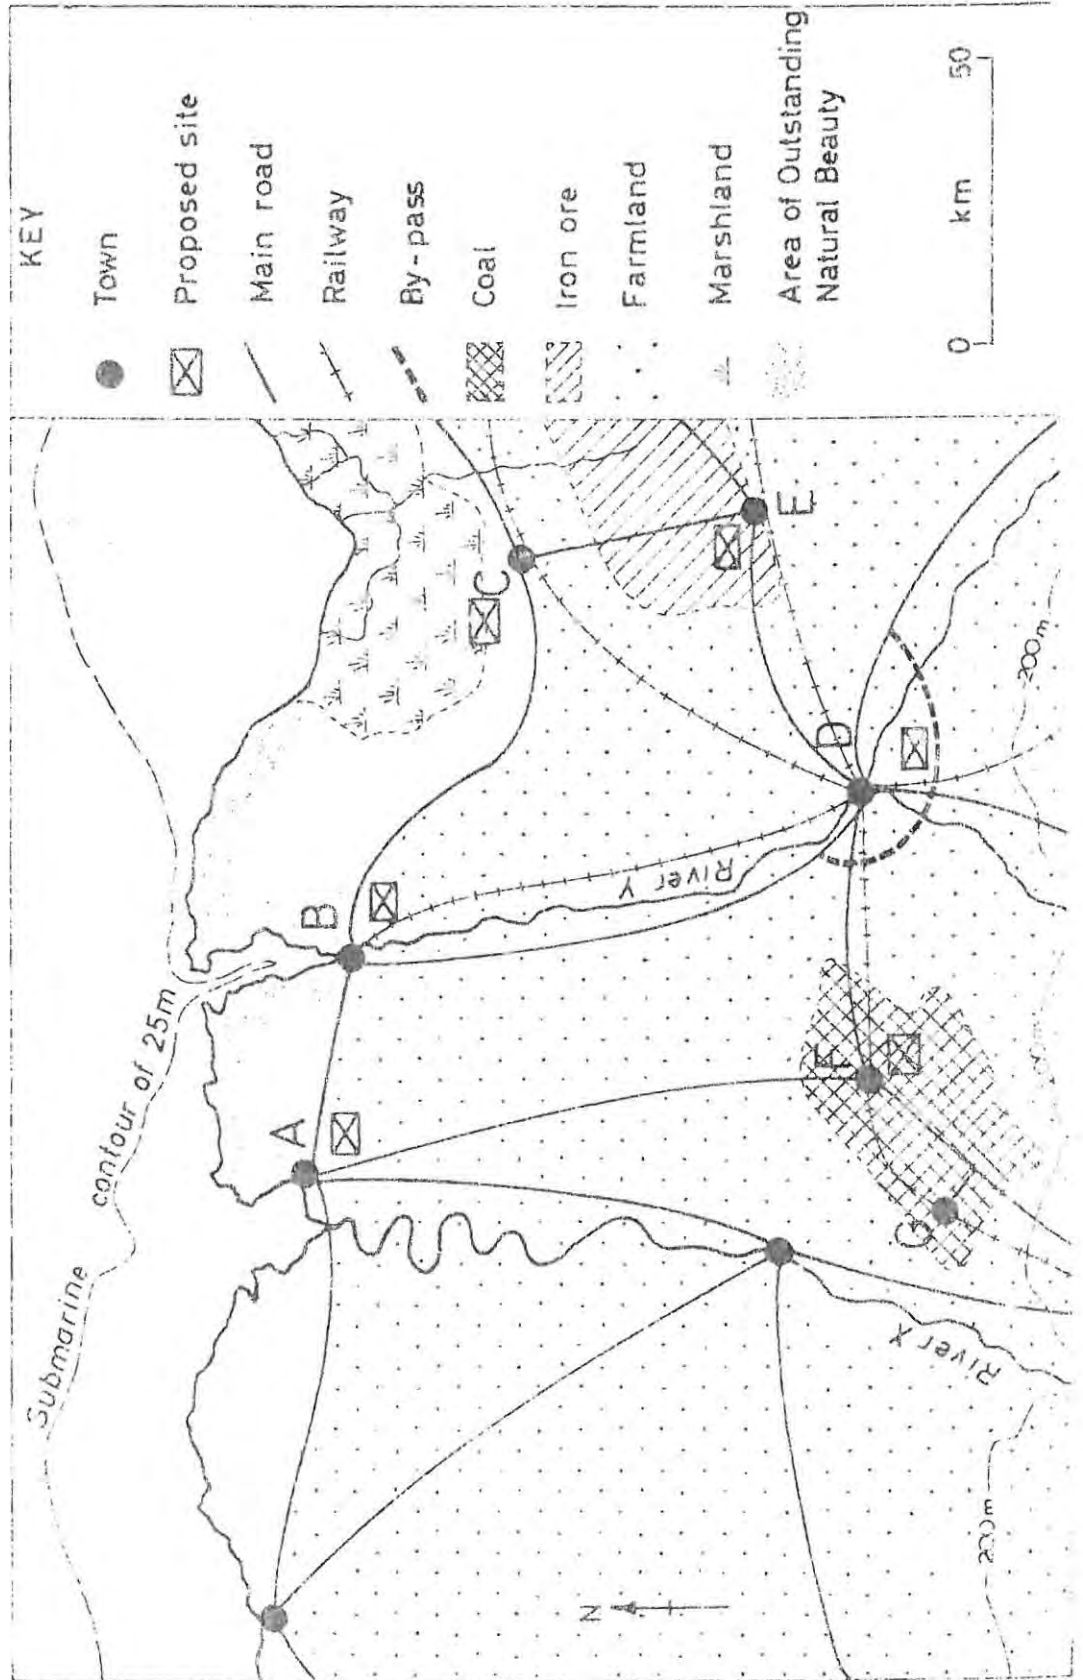 KEY
Town
Proposed site
Main road
Railway
By-pass
Coal
Iron ore
Farmland
Marshland
Area of Outstanding
Natural Beauty
0 km 50
Submarine contour of 25m
A
B
C
D
E
F
G
River X
River Y
200m
200m
N